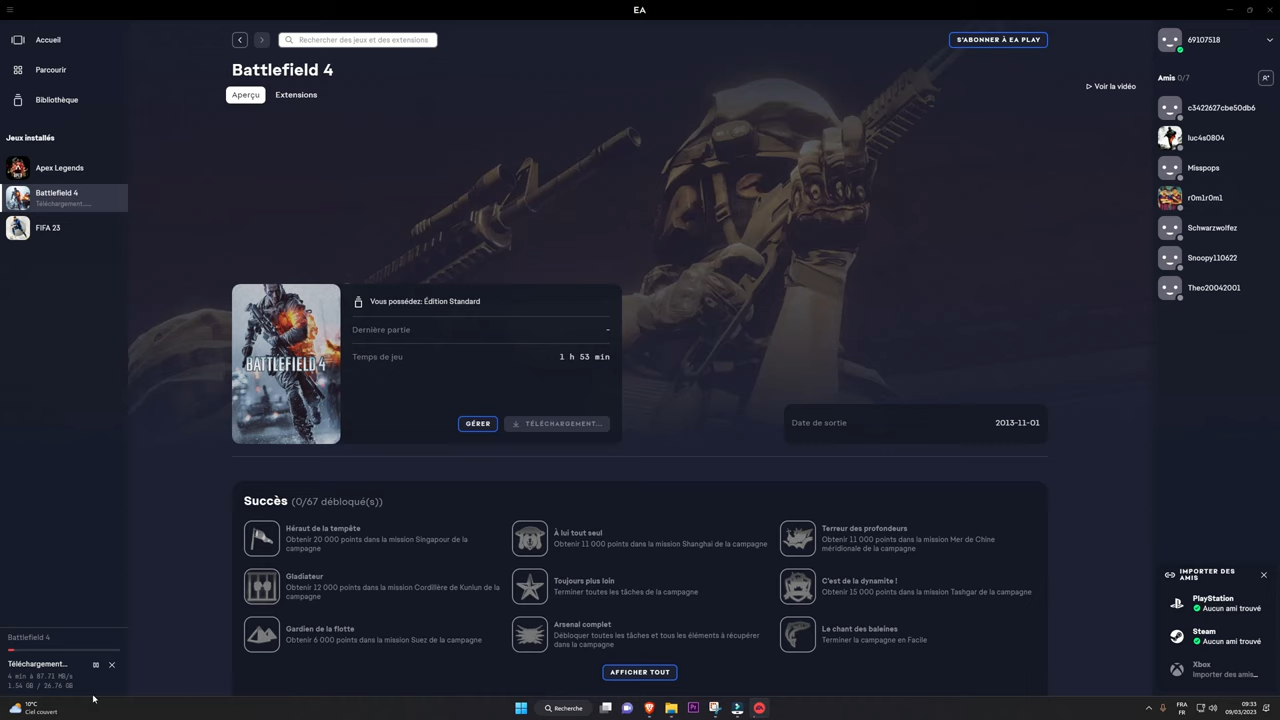 EA
Accueil
Parcourir
Bibliothèque
Jeux installés
Apex Legends
Battlefield 4
Téléchargement.....
FIFA 23
Rechercher des jeux et des extensions
S'ABONNER À EA PLAY
Battlefield 4
Aperçu
Extensions
Voir la vidéo
BATTLEFIELD 4
Vous possédez: Édition Standard
Dernière partie
-
Temps de jeu
1 h 53 min
GÉRER
TÉLÉCHARGEMENT...
Date de sortie
2013-11-01
Succès (0/67 débloqué(s))
Héraut de la tempête
Obtenir 20 000 points dans la mission Singapour de la
campagne
À lui tout seul
Obtenir 11 000 points dans la mission Shanghai de la campagne
Terreur des profondeurs
Obtenir 11 000 points dans la mission Mer de Chine
méridionale de la campagne
Gladiateur
Obtenir 12 000 points dans la mission Cordillère de Kunlun de la
campagne
Toujours plus loin
Terminer toutes les tâches de la campagne
C'est de la dynamite !
Obtenir 15 000 points dans la mission Tashgar de la campagne
Gardien de la flotte
Obtenir 6 000 points dans la mission Suez de la campagne
Arsenal complet
Débloquer toutes les tâches et tous les éléments à récupérer
dans la campagne
Le chant des baleines
Terminer la campagne en Facile
AFFICHER TOUT
69107518
Amis 0/7
c3422627cbe50db6
luc4s0804
Misspops
r0m1r0m1
Schwarzwolfez
Snoopy110622
Theo20042001
IMPORTER DES
AMIS
PlayStation
Aucun ami trouvé
Steam
Aucun ami trouvé
Xbox
Importer des amis...
Battlefield 4
Téléchargement...
4 min à 87.71 MB/s
1.54 GB / 26.76 GB
10°C
Ciel couvert
Recherche
FRA
FR
09:33
09/03/2023